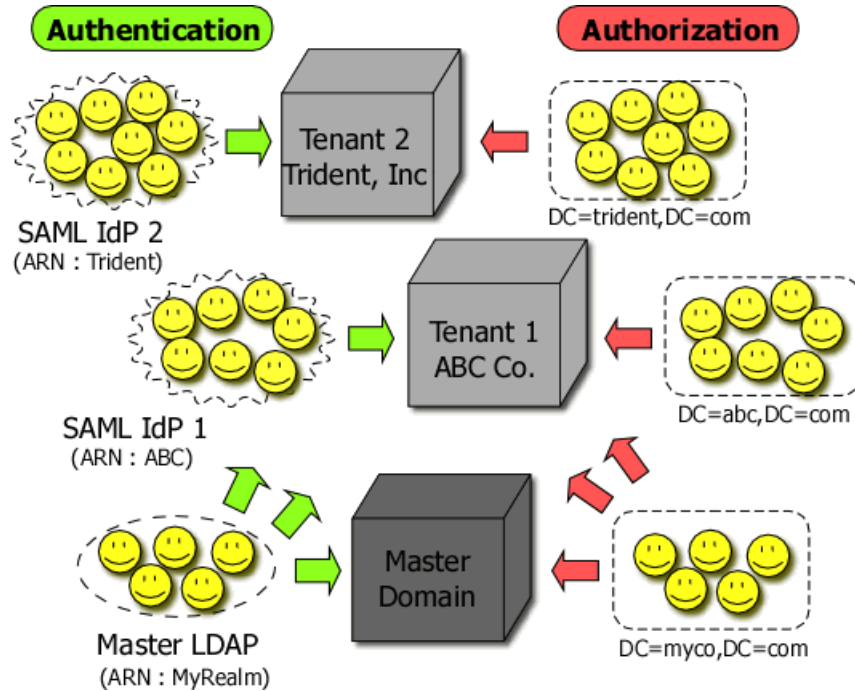 Authentication
Authorization
Tenant 2
Trident, Inc
SAML IdP 2
(ARN : Trident)
DC=trident,DC=com
Tenant 1
ABC Co.
SAML IdP 1
(ARN : ABC)
DC=abc,DC=com
Master
Domain
Master LDAP
(ARN : MyRealm)
DC=myco,DC=com